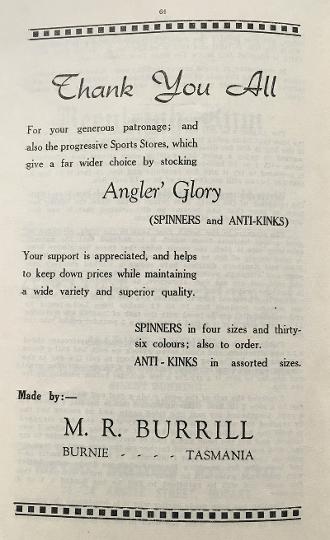 61
Thank You All
For your generous patronage; and
also the progressive Sports Stores, which
give a far wider choice by stocking
Angler' Glory
(SPINNERS and ANTI-KINKS)
Your support is appreciated, and helps
to keep down prices while maintaining
a wide variety and superior quality.
SPINNERS in four sizes and thirty-
six colours; also to order.
ANTI-KINKS in assorted sizes.
Made by:—
M. R. BURRILL
BURNIE - - - - TASMANIA